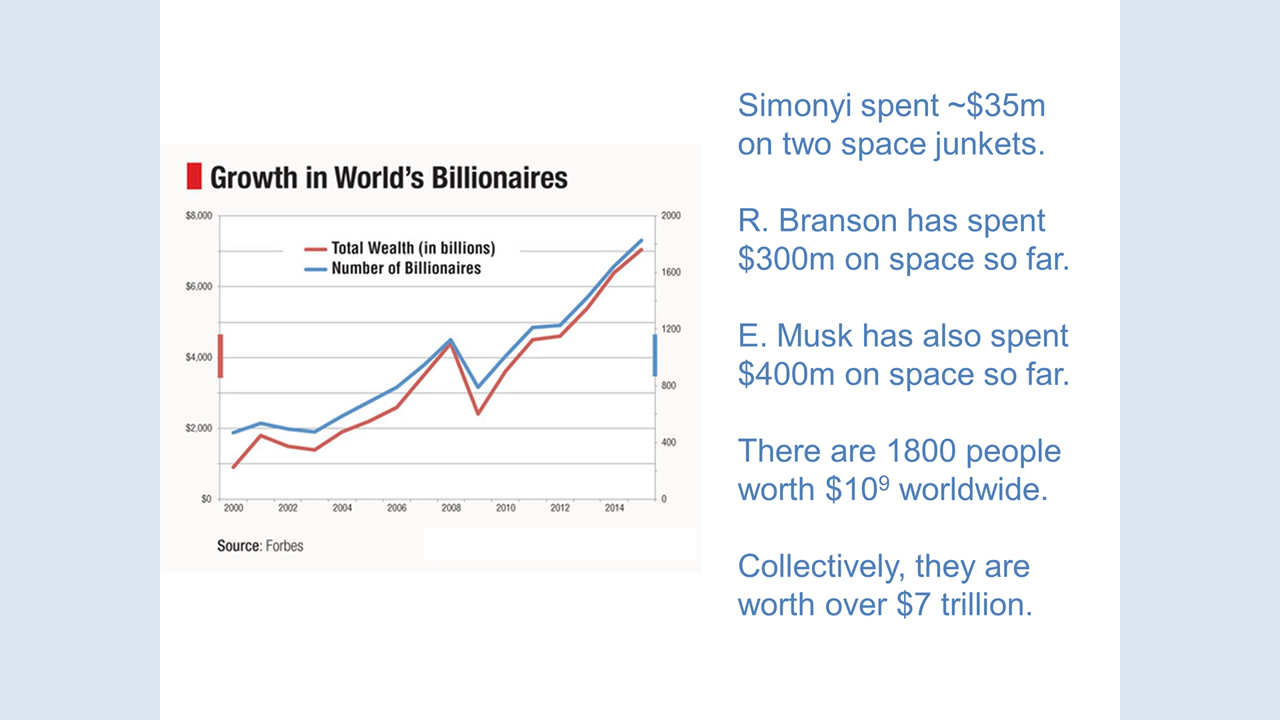 Growth in World's Billionaires
$8,000
$6,000
$4,000
$2,000
$0
Total Wealth (in billions)
Number of Billionaires
2000
1600
1200
800
400
0
2000 2002 2004 2006 2008 2010 2012 2014
Source: Forbes
Simonyi spent ~$35m
on two space junkets.
R. Branson has spent
$300m on space so far.
E. Musk has also spent
$400m on space so far.
There are 1800 people
worth $10⁹ worldwide.
Collectively, they are
worth over $7 trillion.